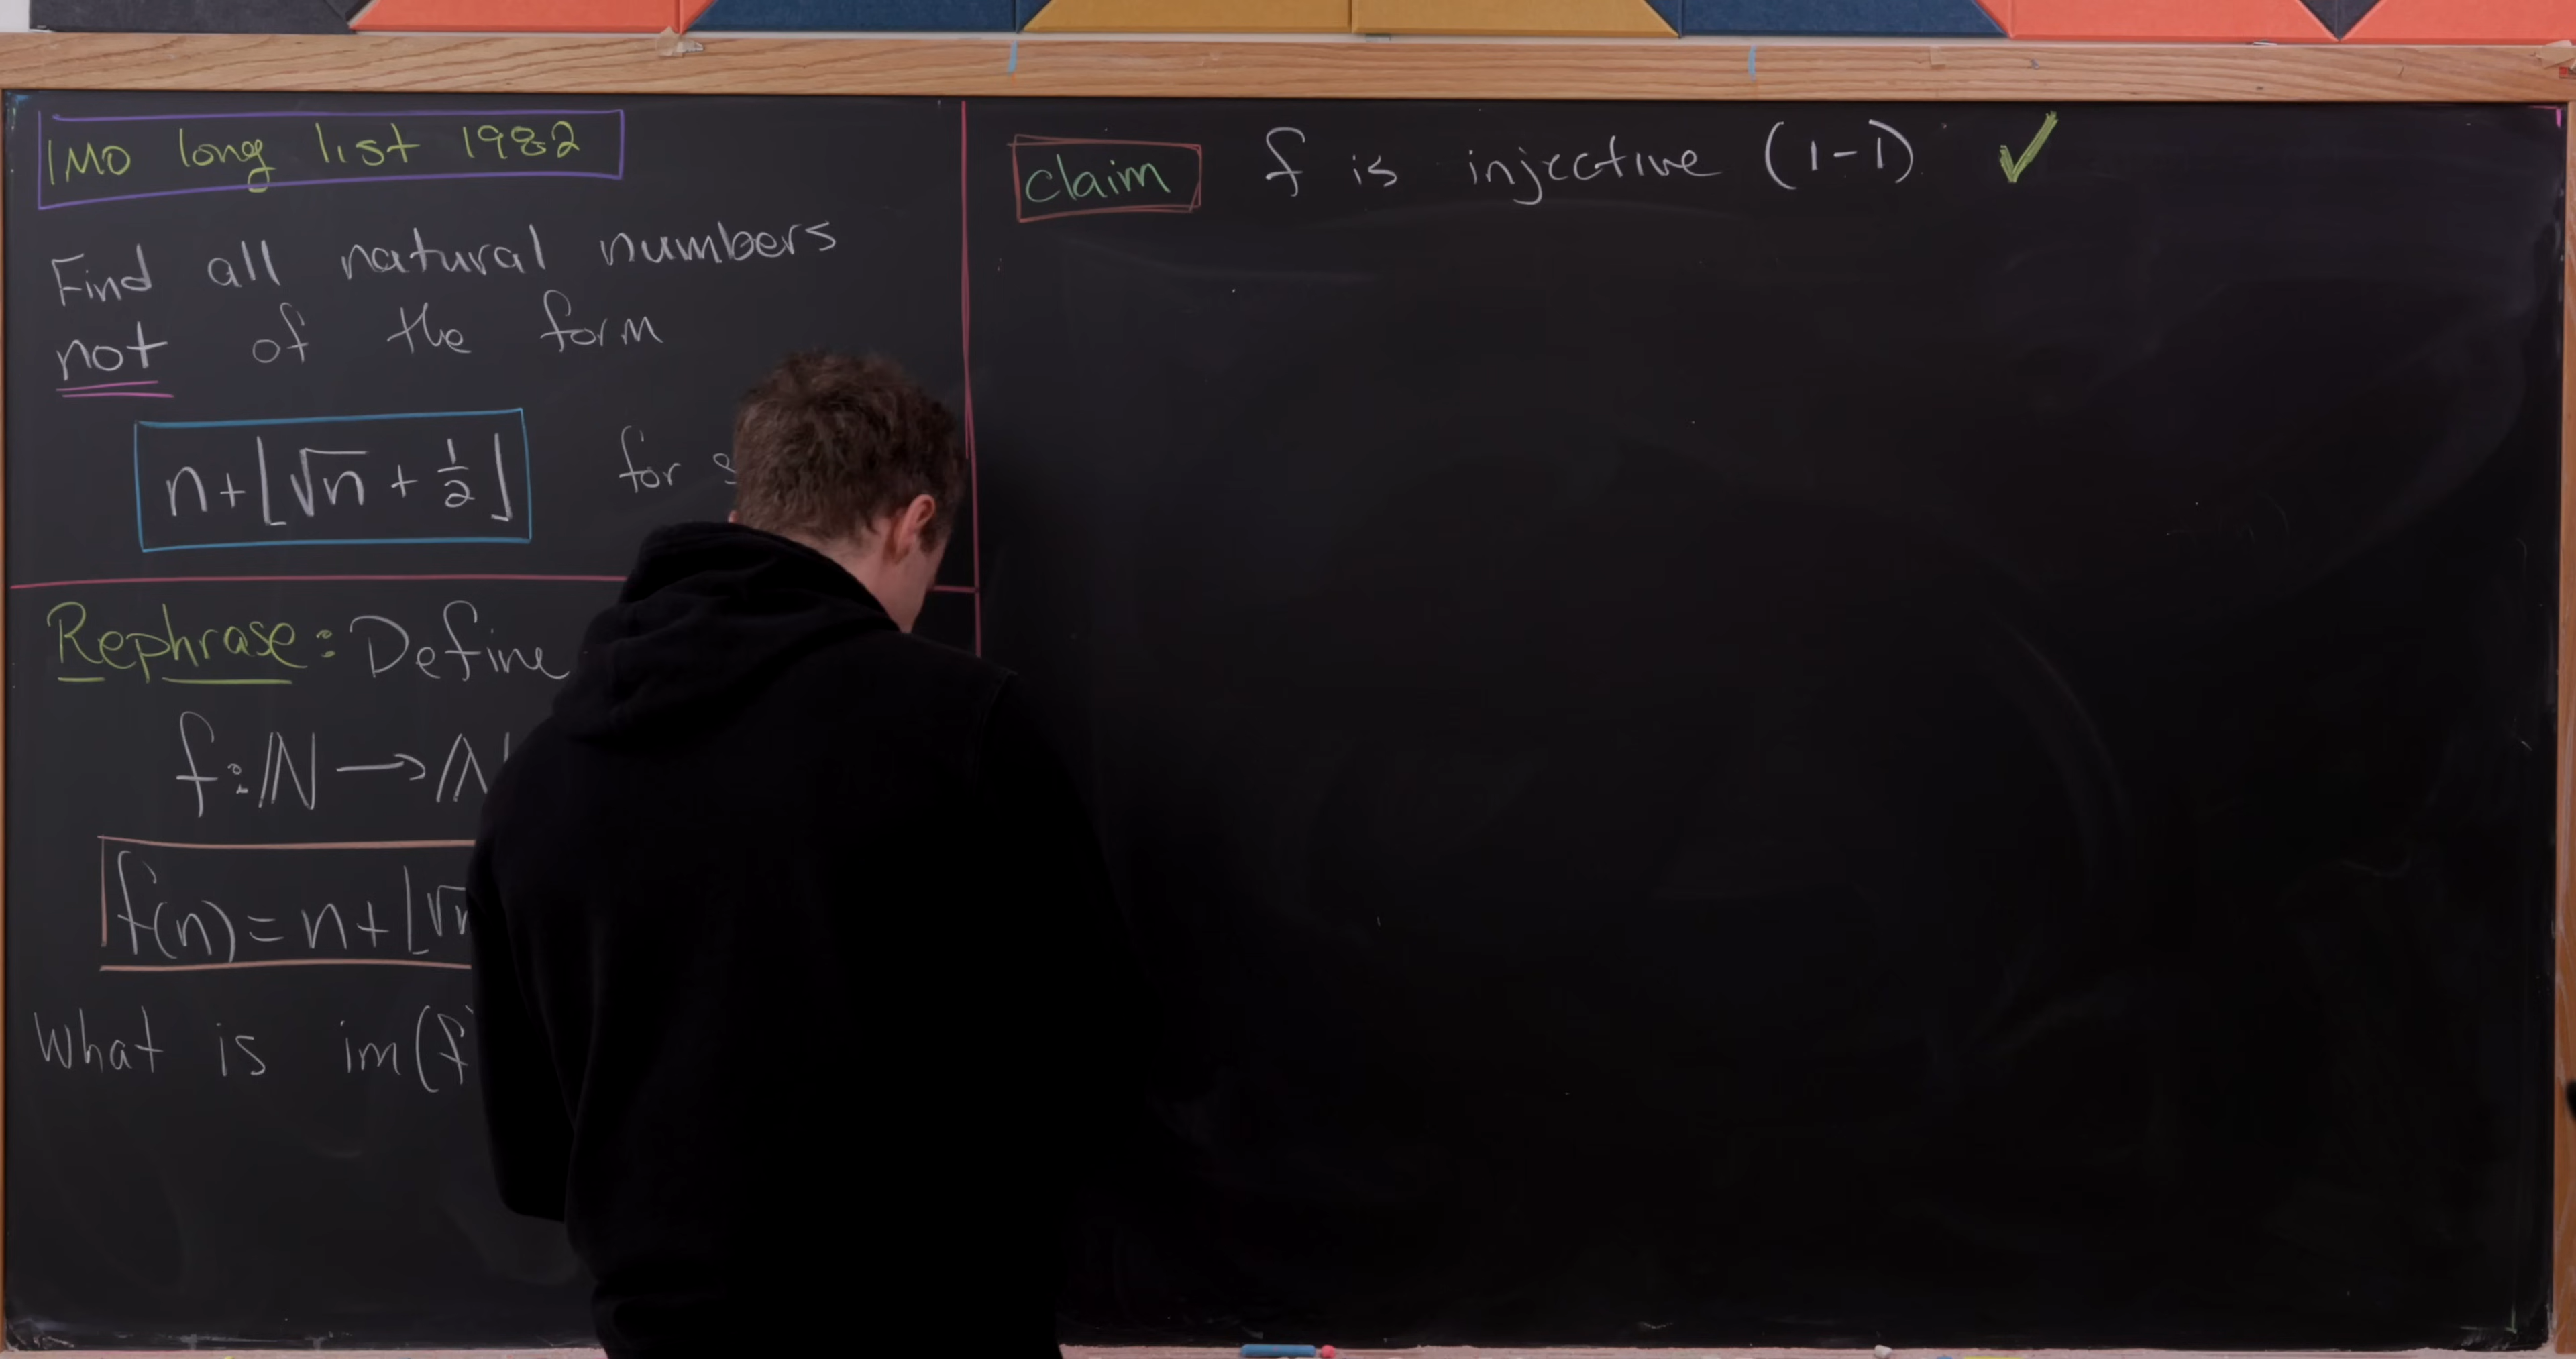 IMO long list 1982
Find all natural numbers
not of the form
n+⌊√n + 1/2⌋ for
Rephrase: Define
f:ℕ→ℕ
f(n)=n+⌊√n
What is im(f
claim f is injective (1-1) ✓